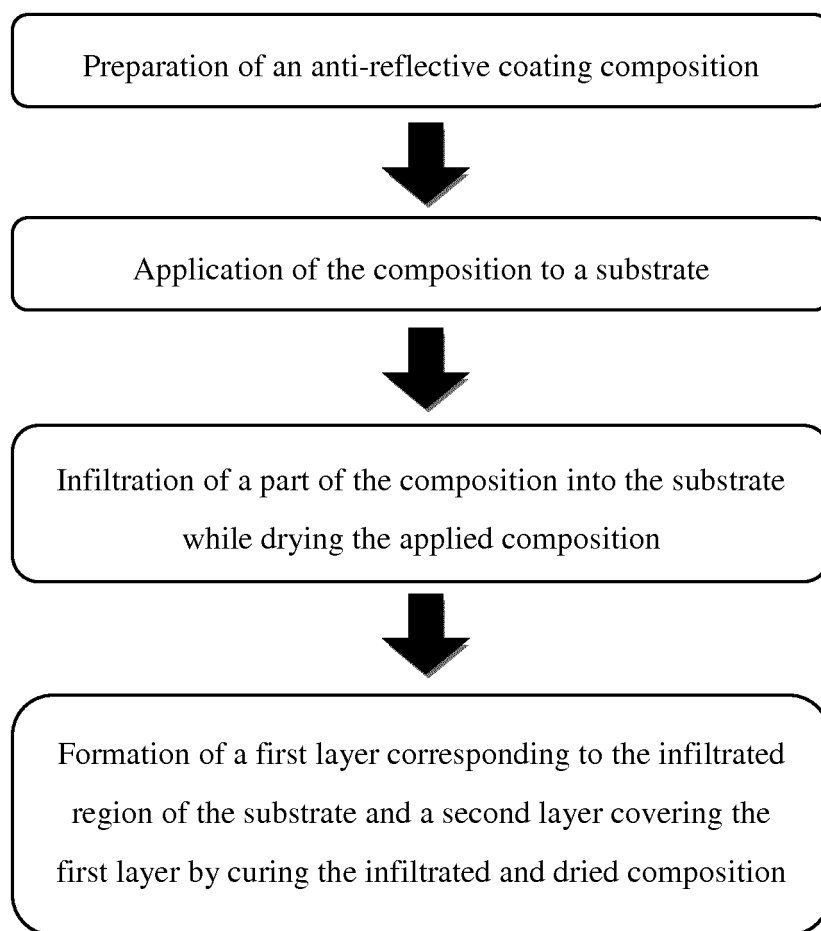 Preparation of an anti-reflective coating composition
Application of the composition to a substrate
Infiltration of a part of the composition into the substrate
while drying the applied composition
Formation of a first layer corresponding to the infiltrated
region of the substrate and a second layer covering the
first layer by curing the infiltrated and dried composition